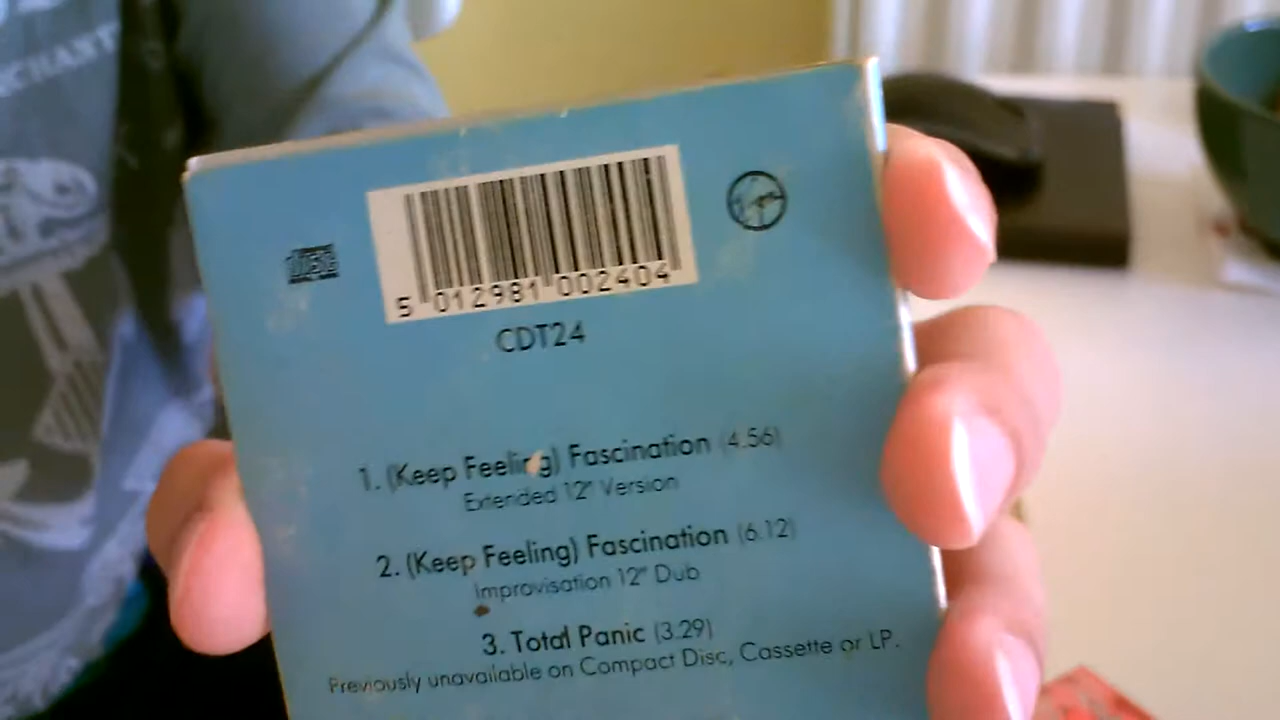 CHANT
5 012981 002404
CDT24
1. (Keep Feeling) Fascination (4.56)
Extended 12" Version
2. (Keep Feeling) Fascination (6.12)
Improvisation 12" Dub
3. Total Panic (3.29)
Previously unavailable on Compact Disc, Cassette or LP.